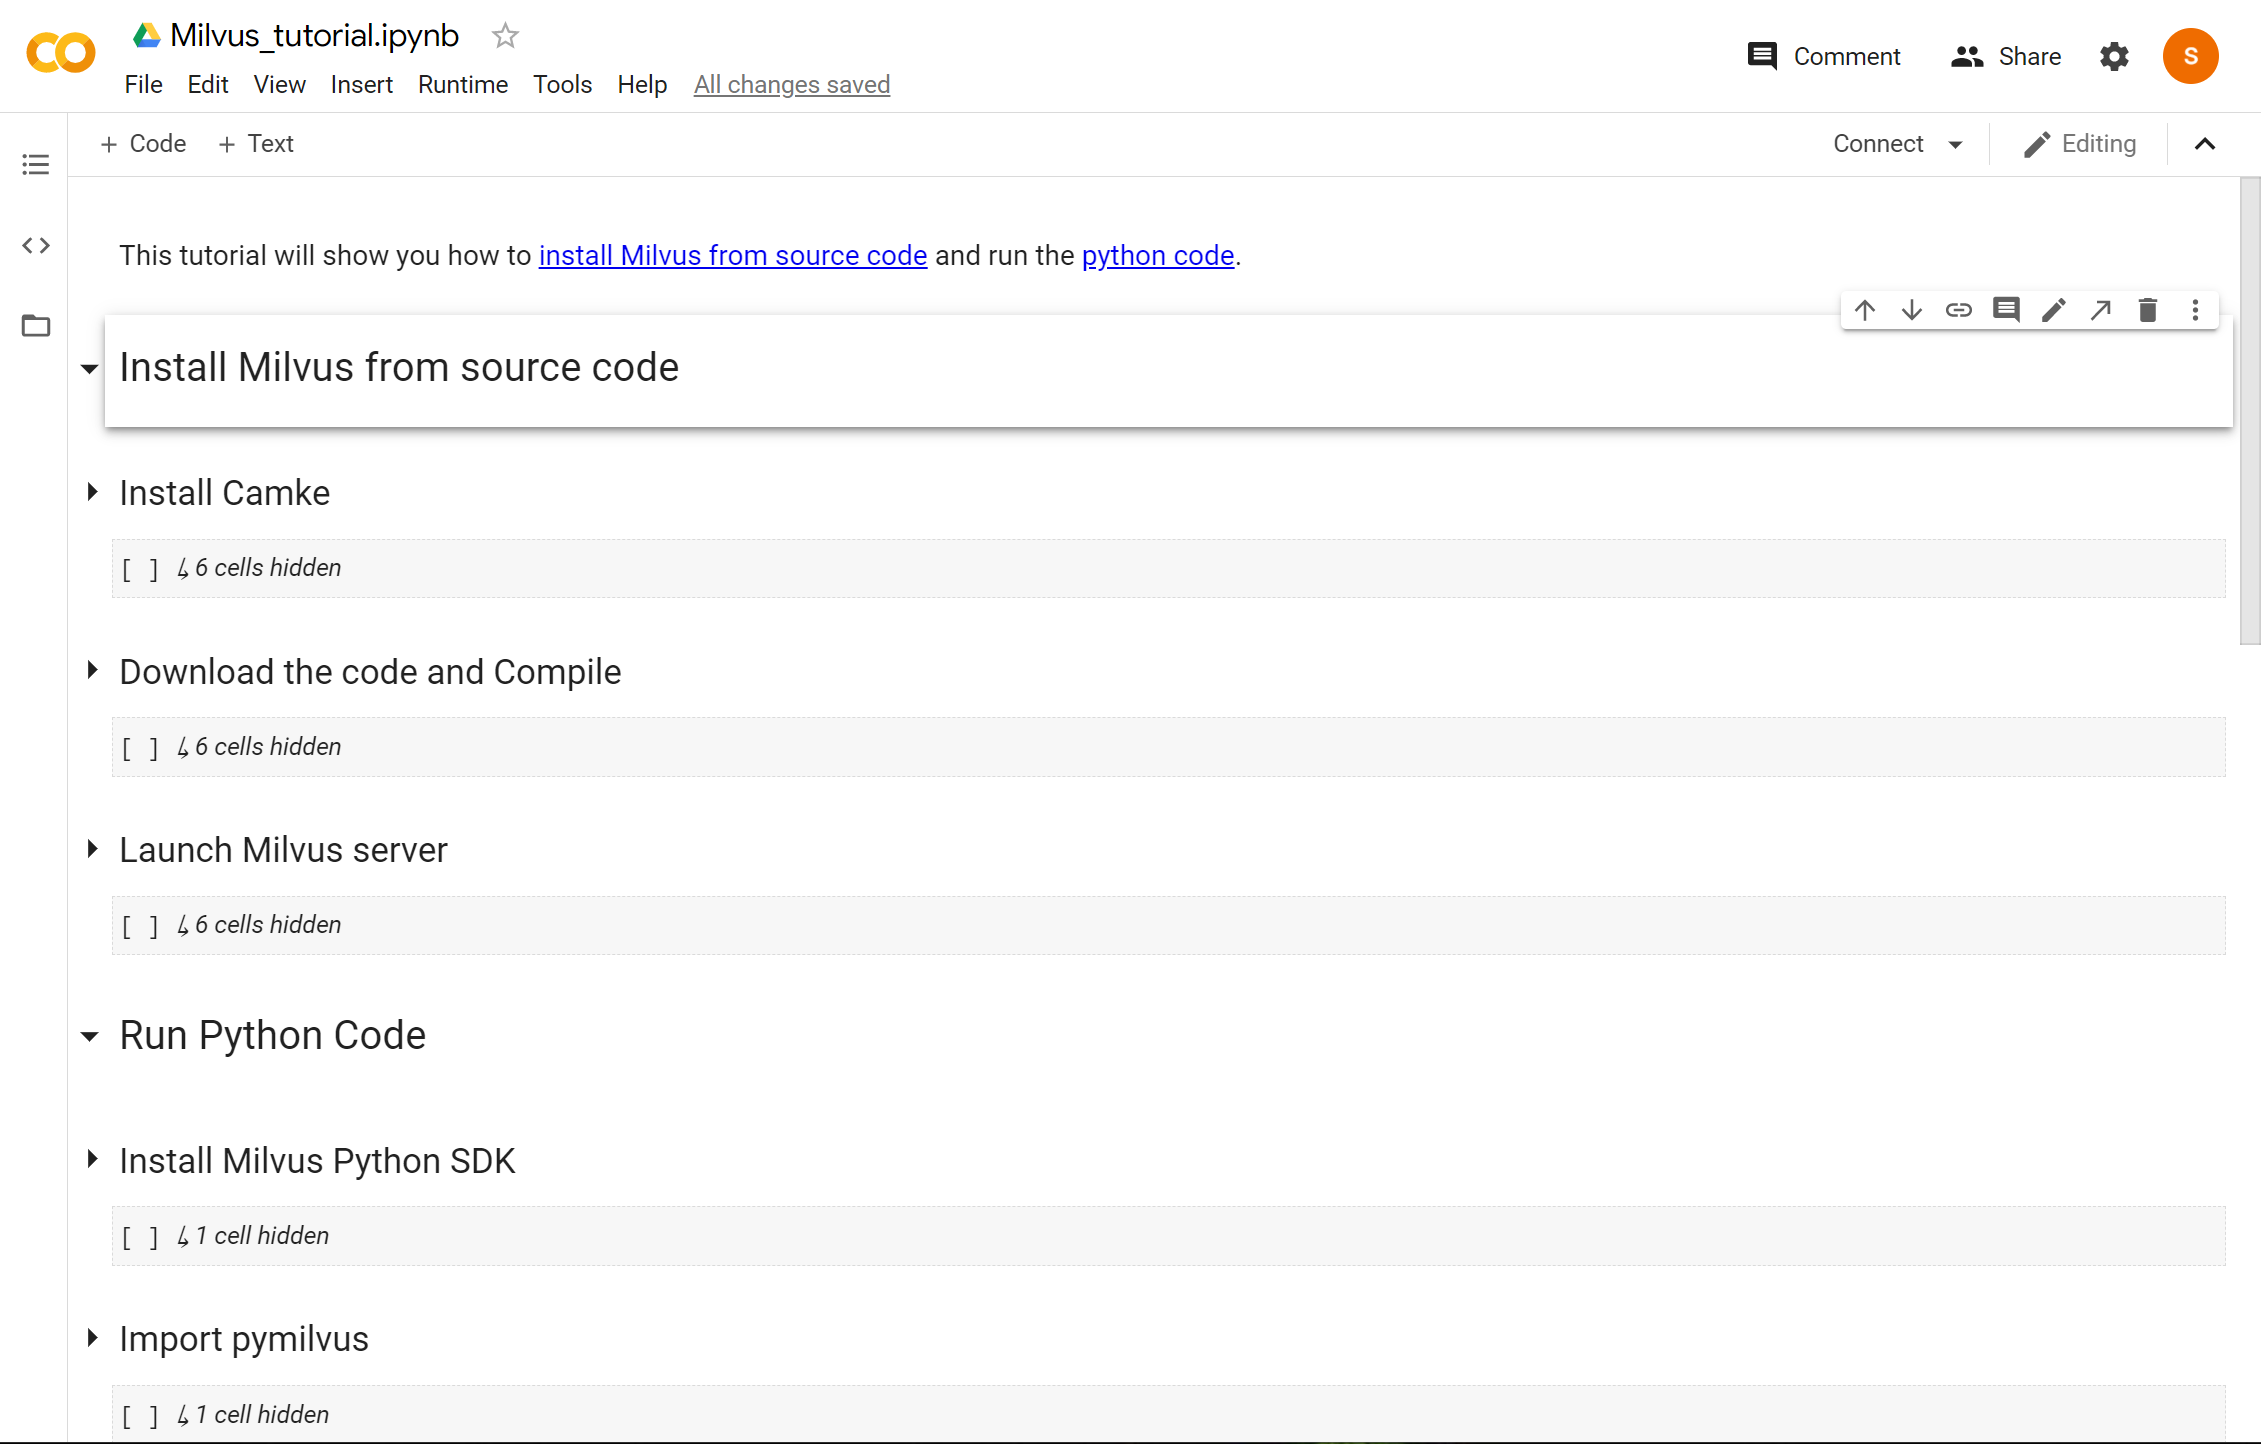 Milvus_tutorial.ipynb
File Edit View Insert Runtime Tools Help All changes saved
Comment Share S
+ Code + Text
Connect Editing
This tutorial will show you how to install Milvus from source code and run the python code.
Install Milvus from source code
Install Camke
[ ] ↳ 6 cells hidden
Download the code and Compile
[ ] ↳ 6 cells hidden
Launch Milvus server
[ ] ↳ 6 cells hidden
Run Python Code
Install Milvus Python SDK
[ ] ↳ 1 cell hidden
Import pymilvus
[ ] ↳ 1 cell hidden